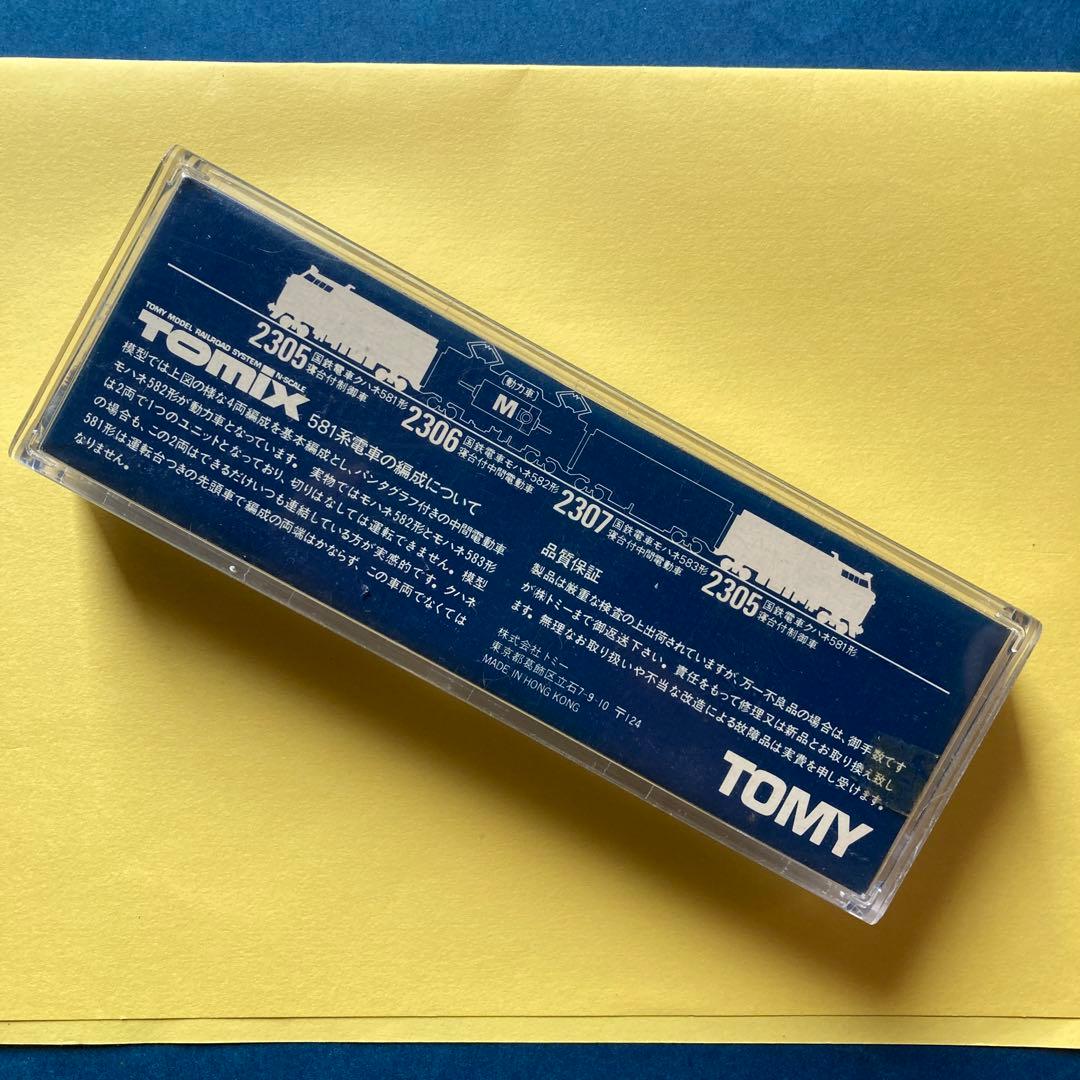 2305 国鉄電車クハネ581形
寝台付制御車
(動力車)
M
2306 国鉄電車モハネ582形
寝台付中間電動車
2307 国鉄電車モハネ583形
寝台付中間電動車
2305 国鉄電車クハネ581形
寝台付制御車
TOMY MODEL RAILROAD SYSTEM N-SCALE
TOMIX 581系電車の編成について
模型では上図の様な4両編成を基本編成とし、パンタグラフ付きの中間電動車
モハネ582形が動力車となっています。実物ではモハネ582形とモハネ583形
は2両で1つのユニットとなっており、切りはなしては運転できません。模型
の場合も、この2両はできるだけいつも連結している方が実感的です。クハネ
581形は運転台つきの先頭車で編成の両端はかならず、この車両でなくては
なりません。
品質保証
製品は厳重な検査の上出荷されていますが、万一不良品の場合は、御手数です
が(株)トミーまで御返送下さい。責任をもって修理又は新品とお取り換え致し
ます。無理なお取り扱いや不当な改造による故障品は実費を申し受けます。
株式会社トミー
東京都葛飾区立石7-9-10 〒124
MADE IN HONG KONG
TOMY